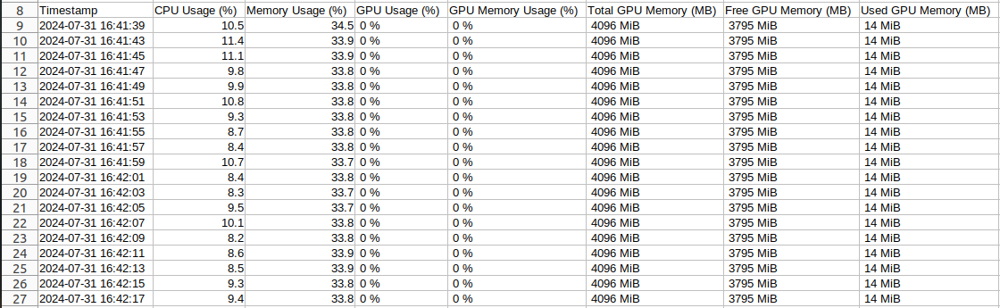 8 Timestamp CPU Usage (%) Memory Usage (%) GPU Usage (%) GPU Memory Usage (%) Total GPU Memory (MB) Free GPU Memory (MB) Used GPU Memory (MB)
9 2024-07-31 16:41:39 10.5 34.5 0 % 0 % 4096 MiB 3795 MiB 14 MiB
10 2024-07-31 16:41:43 11.4 33.9 0 % 0 % 4096 MiB 3795 MiB 14 MiB
11 2024-07-31 16:41:45 11.1 33.9 0 % 0 % 4096 MiB 3795 MiB 14 MiB
12 2024-07-31 16:41:47 9.8 33.8 0 % 0 % 4096 MiB 3795 MiB 14 MiB
13 2024-07-31 16:41:49 9.9 33.8 0 % 0 % 4096 MiB 3795 MiB 14 MiB
14 2024-07-31 16:41:51 10.8 33.8 0 % 0 % 4096 MiB 3795 MiB 14 MiB
15 2024-07-31 16:41:53 9.3 33.8 0 % 0 % 4096 MiB 3795 MiB 14 MiB
16 2024-07-31 16:41:55 8.7 33.8 0 % 0 % 4096 MiB 3795 MiB 14 MiB
17 2024-07-31 16:41:57 8.4 33.8 0 % 0 % 4096 MiB 3795 MiB 14 MiB
18 2024-07-31 16:41:59 10.7 33.7 0 % 0 % 4096 MiB 3795 MiB 14 MiB
19 2024-07-31 16:42:01 8.4 33.8 0 % 0 % 4096 MiB 3795 MiB 14 MiB
20 2024-07-31 16:42:03 8.3 33.7 0 % 0 % 4096 MiB 3795 MiB 14 MiB
21 2024-07-31 16:42:05 9.5 33.7 0 % 0 % 4096 MiB 3795 MiB 14 MiB
22 2024-07-31 16:42:07 10.1 33.8 0 % 0 % 4096 MiB 3795 MiB 14 MiB
23 2024-07-31 16:42:09 8.2 33.8 0 % 0 % 4096 MiB 3795 MiB 14 MiB
24 2024-07-31 16:42:11 8.6 33.9 0 % 0 % 4096 MiB 3795 MiB 14 MiB
25 2024-07-31 16:42:13 8.5 33.9 0 % 0 % 4096 MiB 3795 MiB 14 MiB
26 2024-07-31 16:42:15 9.3 33.8 0 % 0 % 4096 MiB 3795 MiB 14 MiB
27 2024-07-31 16:42:17 9.4 33.8 0 % 0 % 4096 MiB 3795 MiB 14 MiB